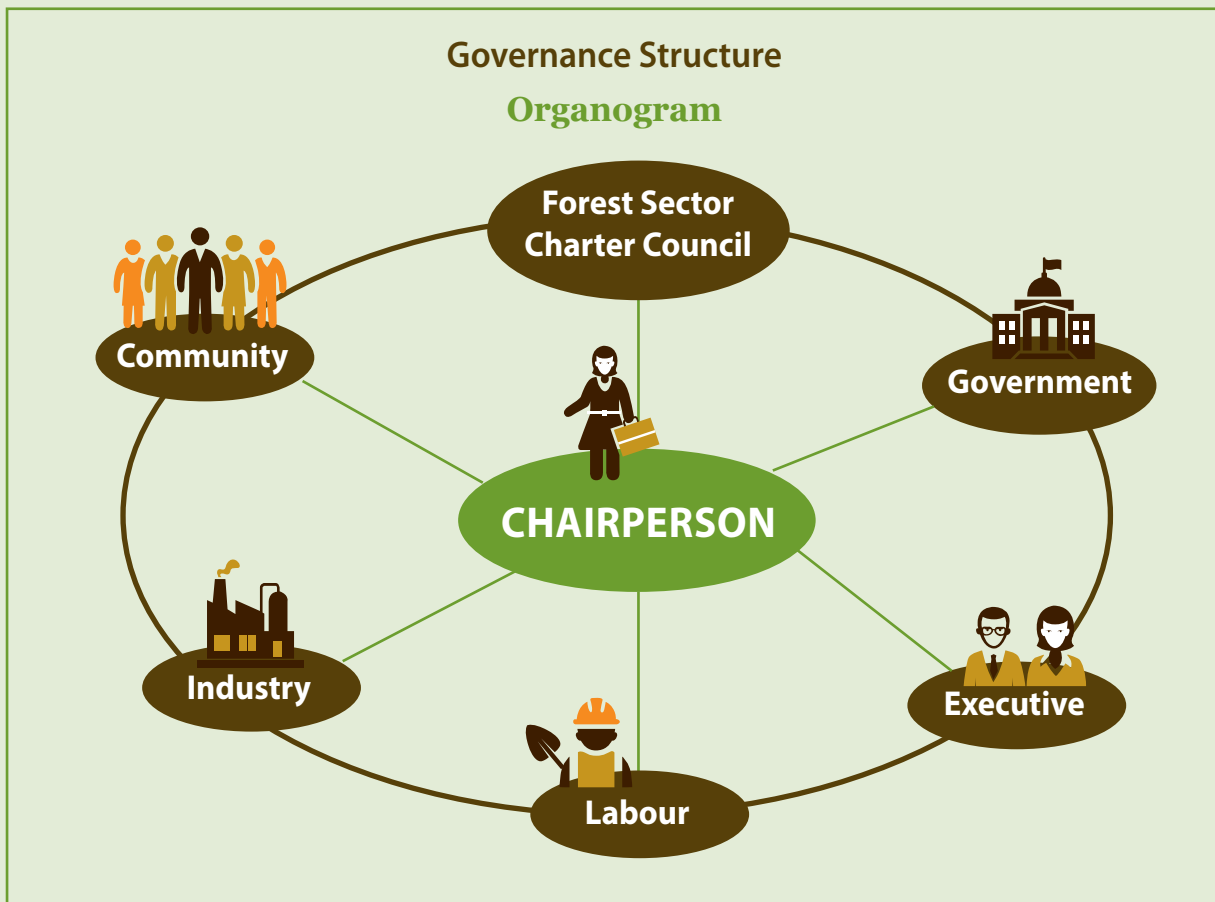 Governance Structure
Organogram
Forest Sector
Charter Council
Community
Government
CHAIRPERSON
Industry
Executive
Labour